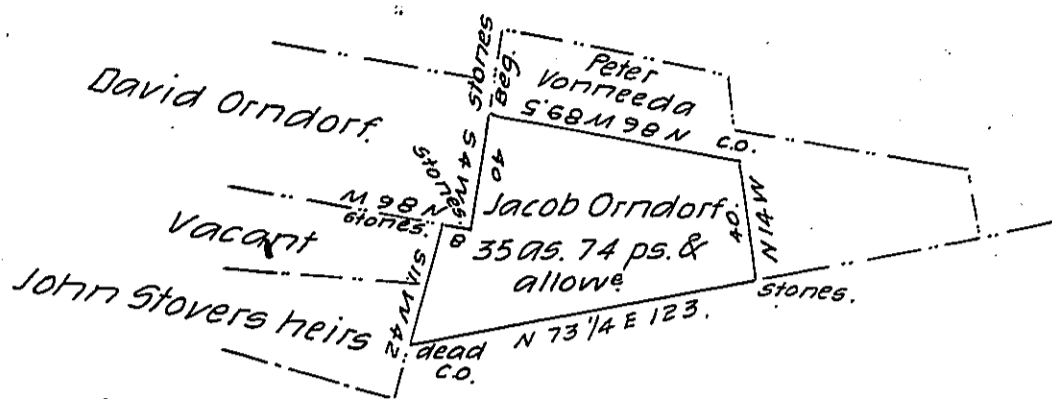 David Orndorf.
Vacant
John Stovers heirs
Peter
Vonneeda
N 86 W 89.5
c.o.
stones
Beg.
S 4 W
40
stones.
N 86 W
8
stones.
S 11 W 42
Jacob Orndorf
35 as. 74 ps. &
allowe
N 14 W
40.
stones.
N 73 1/4 E 123.
dead
c.o.